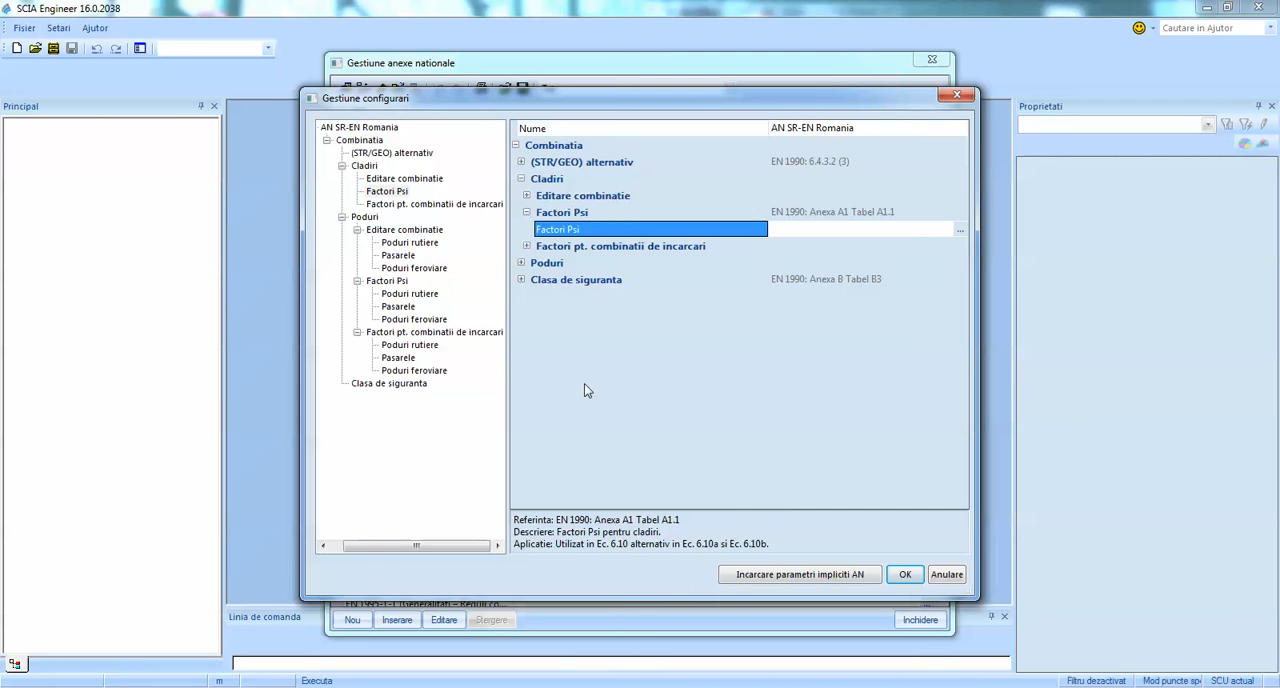 SCIA Engineer 16.0.2038
Fisier Setari Ajutor
Cautare in Ajutor
Gestiune anexe nationale
Principal
Gestiune configurari
Proprietati
AN SR-EN Romania
Combinatia
(STR/GEO) alternativ
Cladiri
Editare combinatie
Factori Psi
Factori pt. combinatii de incarcari
Poduri
Editare combinatie
Poduri rutiere
Pasarele
Poduri feroviare
Factori Psi
Poduri rutiere
Pasarele
Poduri feroviare
Factori pt. combinatii de incarcari
Poduri rutiere
Pasarele
Poduri feroviare
Clasa de siguranta
Nume AN SR-EN Romania
Combinatia
(STR/GEO) alternativ EN 1990: 6.4.3.2 (3)
Cladiri
Editare combinatie
Factori Psi EN 1990: Anexa A1 Tabel A1.1
Factori Psi ...
Factori pt. combinatii de incarcari
Poduri
Clasa de siguranta EN 1990: Anexa B Tabel B3
Referinta: EN 1990: Anexa A1 Tabel A1.1
Descriere: Factori Psi pentru cladiri.
Aplicatie: Utilizat in Ec. 6.10 alternativ in Ec. 6.10a si Ec. 6.10b.
Incarcare parametri impliciti AN OK Anulare
Linia de comanda
Nou Inserare Editare Stergere Inchidere
m Executa Filtru dezactivat Mod puncte sp SCU actual